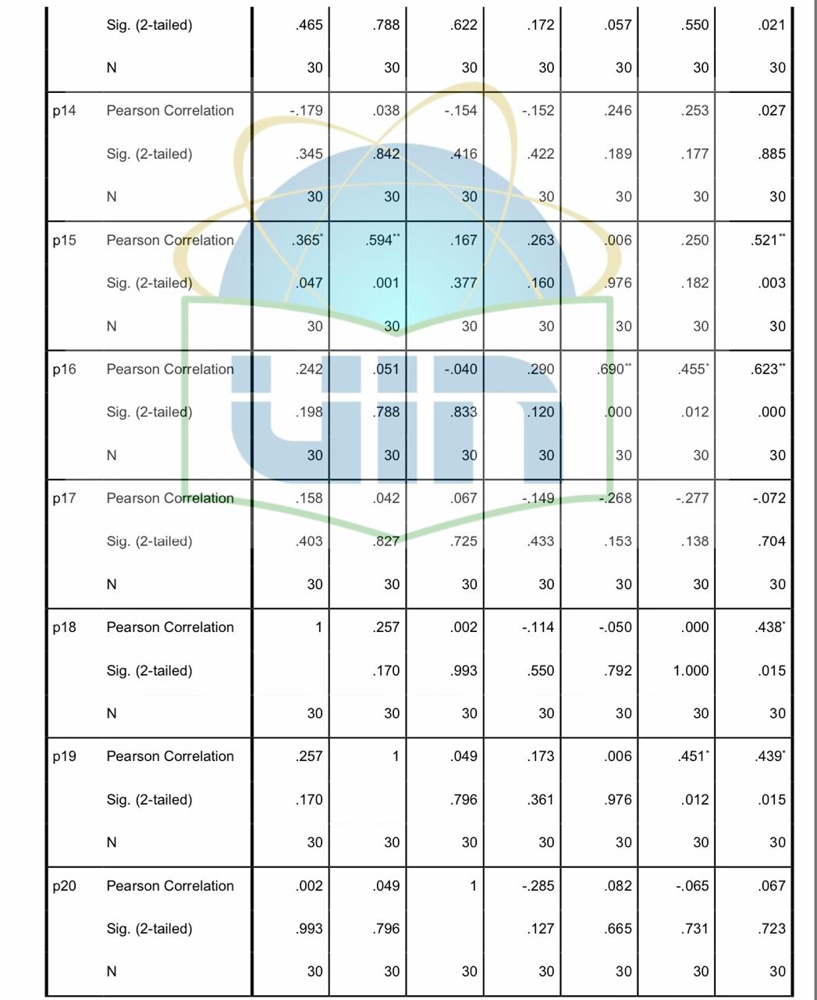 Sig. (2-tailed) .465 .788 .622 .172 .057 .550 .021
N 30 30 30 30 30 30 30
p14 Pearson Correlation -.179 .038 -.154 -.152 .246 .253 .027
Sig. (2-tailed) .345 .842 .416 .422 .189 .177 .885
N 30 30 30 30 30 30 30
p15 Pearson Correlation .365* .594** .167 .263 .006 .250 .521**
Sig. (2-tailed) .047 .001 .377 .160 .976 .182 .003
N 30 30 30 30 30 30 30
p16 Pearson Correlation .242 .051 -.040 .290 .690** .455* .623**
Sig. (2-tailed) .198 .788 .833 .120 .000 .012 .000
N 30 30 30 30 30 30 30
p17 Pearson Correlation .158 .042 .067 -.149 -.268 -.277 -.072
Sig. (2-tailed) .403 .827 .725 .433 .153 .138 .704
N 30 30 30 30 30 30 30
p18 Pearson Correlation 1 .257 .002 -.114 -.050 .000 .438*
Sig. (2-tailed) .170 .993 .550 .792 1.000 .015
N 30 30 30 30 30 30 30
p19 Pearson Correlation .257 1 .049 .173 .006 .451* .439*
Sig. (2-tailed) .170 .796 .361 .976 .012 .015
N 30 30 30 30 30 30 30
p20 Pearson Correlation .002 .049 1 -.285 .082 -.065 .067
Sig. (2-tailed) .993 .796 .127 .665 .731 .723
N 30 30 30 30 30 30 30
uin